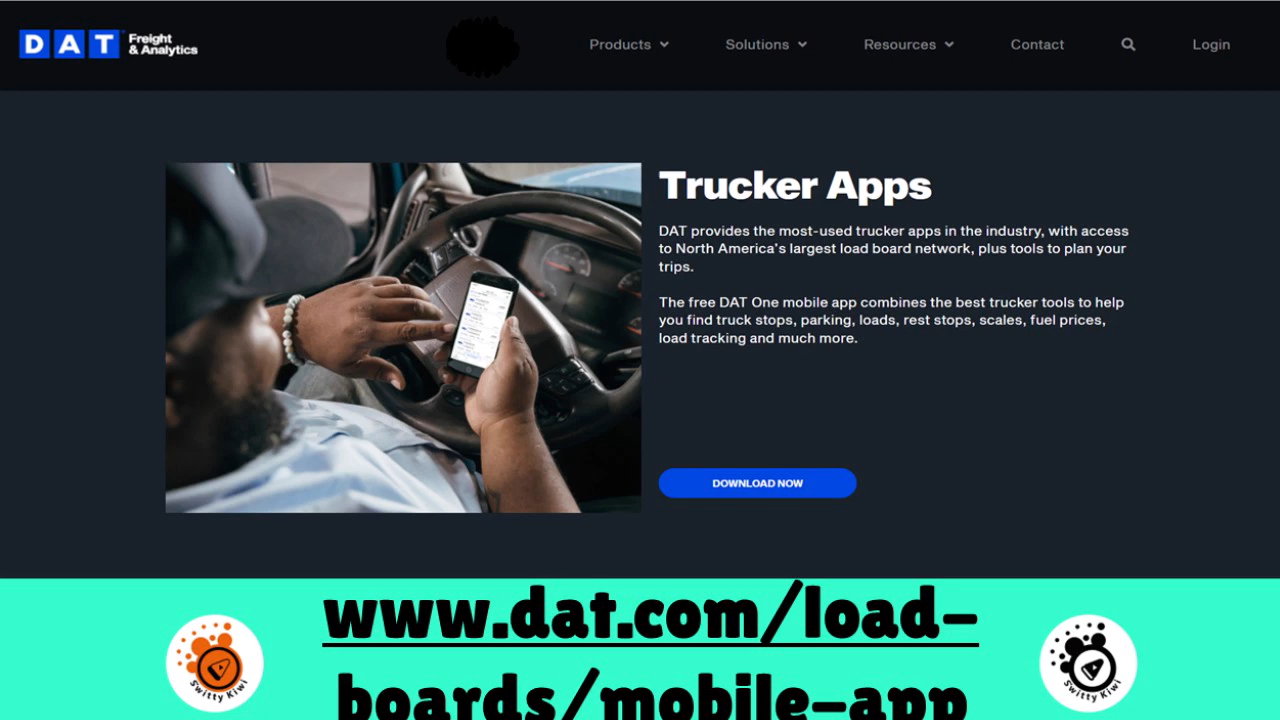 DAT Freight
& Analytics
Products Solutions Resources Contact Login
Trucker Apps
DAT provides the most-used trucker apps in the industry, with access
to North America's largest load board network, plus tools to plan your
trips.
The free DAT One mobile app combines the best trucker tools to help
you find truck stops, parking, loads, rest stops, scales, fuel prices,
load tracking and much more.
DOWNLOAD NOW
www.dat.com/load-
boards/mobile-app
Switty Kiwi
Switty Kiwi